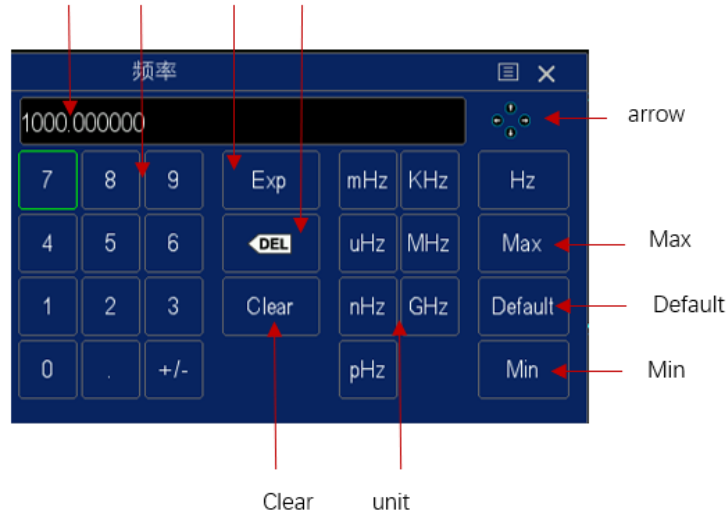 频率
1000.000000
arrow
7 8 9 Exp mHz KHz Hz
4 5 6 DEL uHz MHz Max
Max
1 2 3 Clear nHz GHz Default
Default
0 . +/- pHz Min
Min
Clear unit